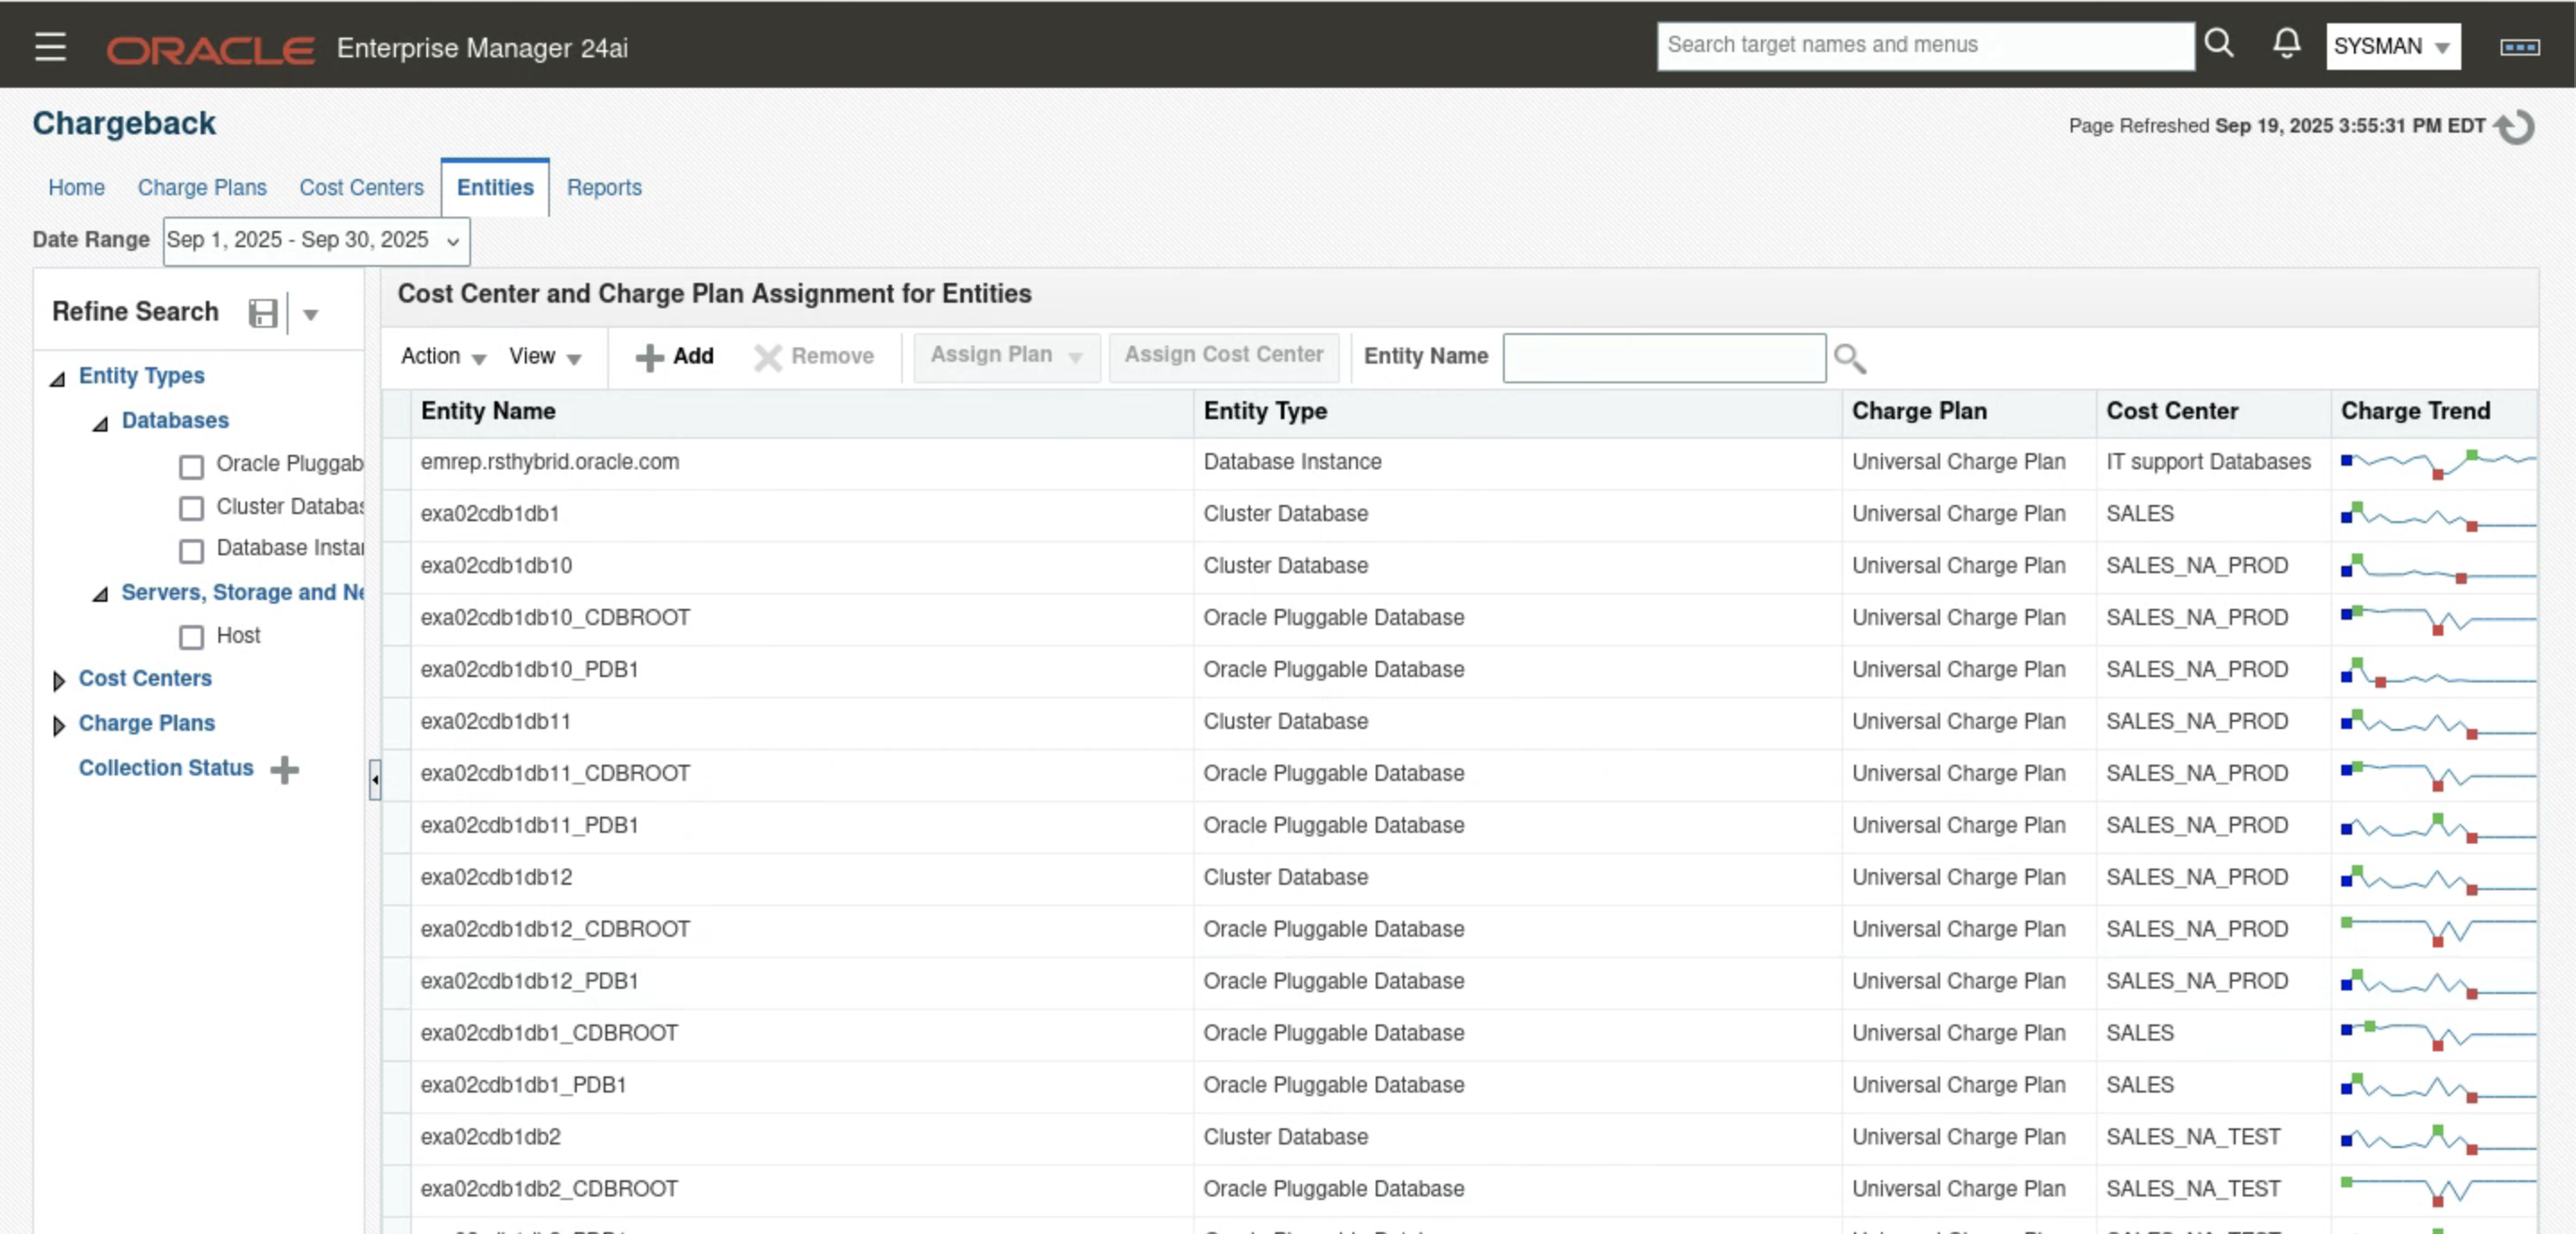 ORACLE Enterprise Manager 24ai
Search target names and menus
SYSMAN
Chargeback
Page Refreshed Sep 19, 2025 3:55:31 PM EDT
Home Charge Plans Cost Centers Entities Reports
Date Range Sep 1, 2025 - Sep 30, 2025
Refine Search
Entity Types
Databases
Oracle Pluggab
Cluster Databas
Database Instan
Servers, Storage and Ne
Host
Cost Centers
Charge Plans
Collection Status
Cost Center and Charge Plan Assignment for Entities
Action View Add Remove Assign Plan Assign Cost Center Entity Name
Entity Name Entity Type Charge Plan Cost Center Charge Trend
emrep.rsthybrid.oracle.com Database Instance Universal Charge Plan IT support Databases
exa02cdb1db1 Cluster Database Universal Charge Plan SALES
exa02cdb1db10 Cluster Database Universal Charge Plan SALES_NA_PROD
exa02cdb1db10_CDBROOT Oracle Pluggable Database Universal Charge Plan SALES_NA_PROD
exa02cdb1db10_PDB1 Oracle Pluggable Database Universal Charge Plan SALES_NA_PROD
exa02cdb1db11 Cluster Database Universal Charge Plan SALES_NA_PROD
exa02cdb1db11_CDBROOT Oracle Pluggable Database Universal Charge Plan SALES_NA_PROD
exa02cdb1db11_PDB1 Oracle Pluggable Database Universal Charge Plan SALES_NA_PROD
exa02cdb1db12 Cluster Database Universal Charge Plan SALES_NA_PROD
exa02cdb1db12_CDBROOT Oracle Pluggable Database Universal Charge Plan SALES_NA_PROD
exa02cdb1db12_PDB1 Oracle Pluggable Database Universal Charge Plan SALES_NA_PROD
exa02cdb1db1_CDBROOT Oracle Pluggable Database Universal Charge Plan SALES
exa02cdb1db1_PDB1 Oracle Pluggable Database Universal Charge Plan SALES
exa02cdb1db2 Cluster Database Universal Charge Plan SALES_NA_TEST
exa02cdb1db2_CDBROOT Oracle Pluggable Database Universal Charge Plan SALES_NA_TEST